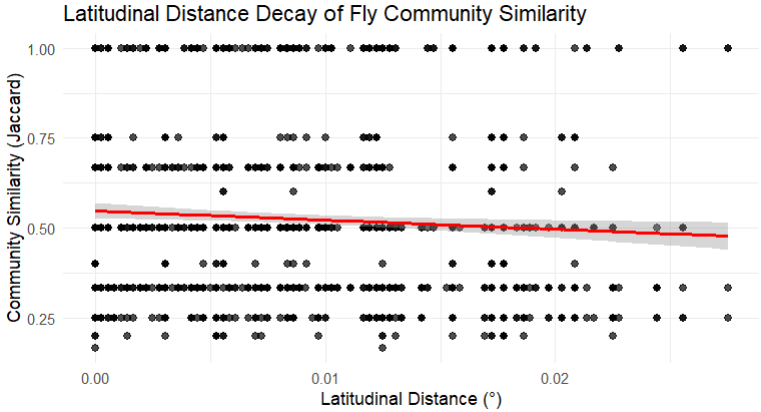 Latitudinal Distance Decay of Fly Community Similarity
Community Similarity (Jaccard)
1.00
0.75
0.50
0.25
0.00
0.01
0.02
Latitudinal Distance (°)